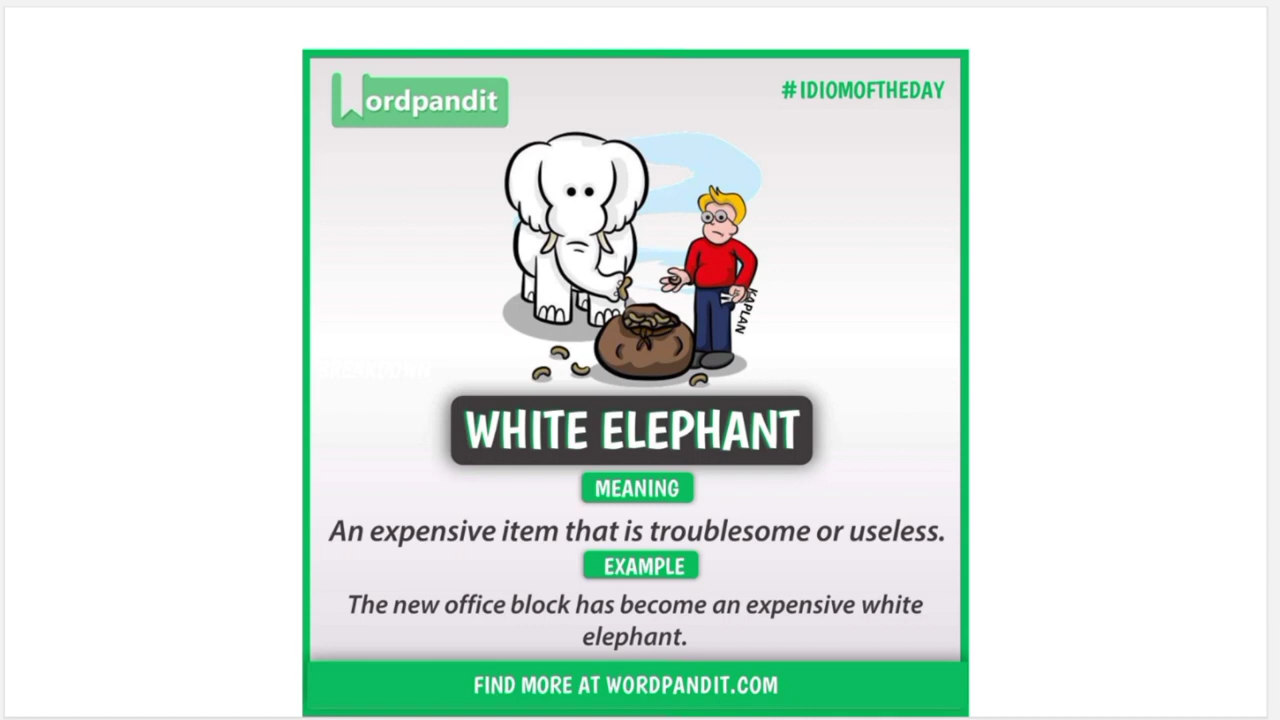 Wordpandit
#IDIOMOFTHEDAY
KAPLAN
WHITE ELEPHANT
MEANING
An expensive item that is troublesome or useless.
EXAMPLE
The new office block has become an expensive white
elephant.
FIND MORE AT WORDPANDIT.COM